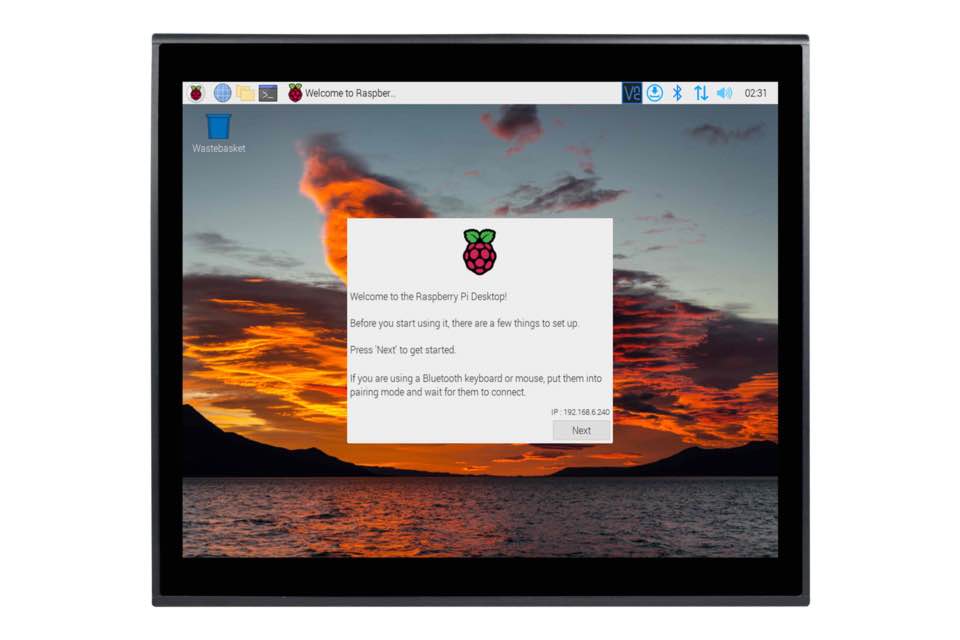 Welcome to Raspber...
V2
02:31
Wastebasket
Welcome to the Raspberry Pi Desktop!
Before you start using it, there are a few things to set up.
Press 'Next' to get started.
If you are using a Bluetooth keyboard or mouse, put them into
pairing mode and wait for them to connect.
IP : 192.168.6.240
Next